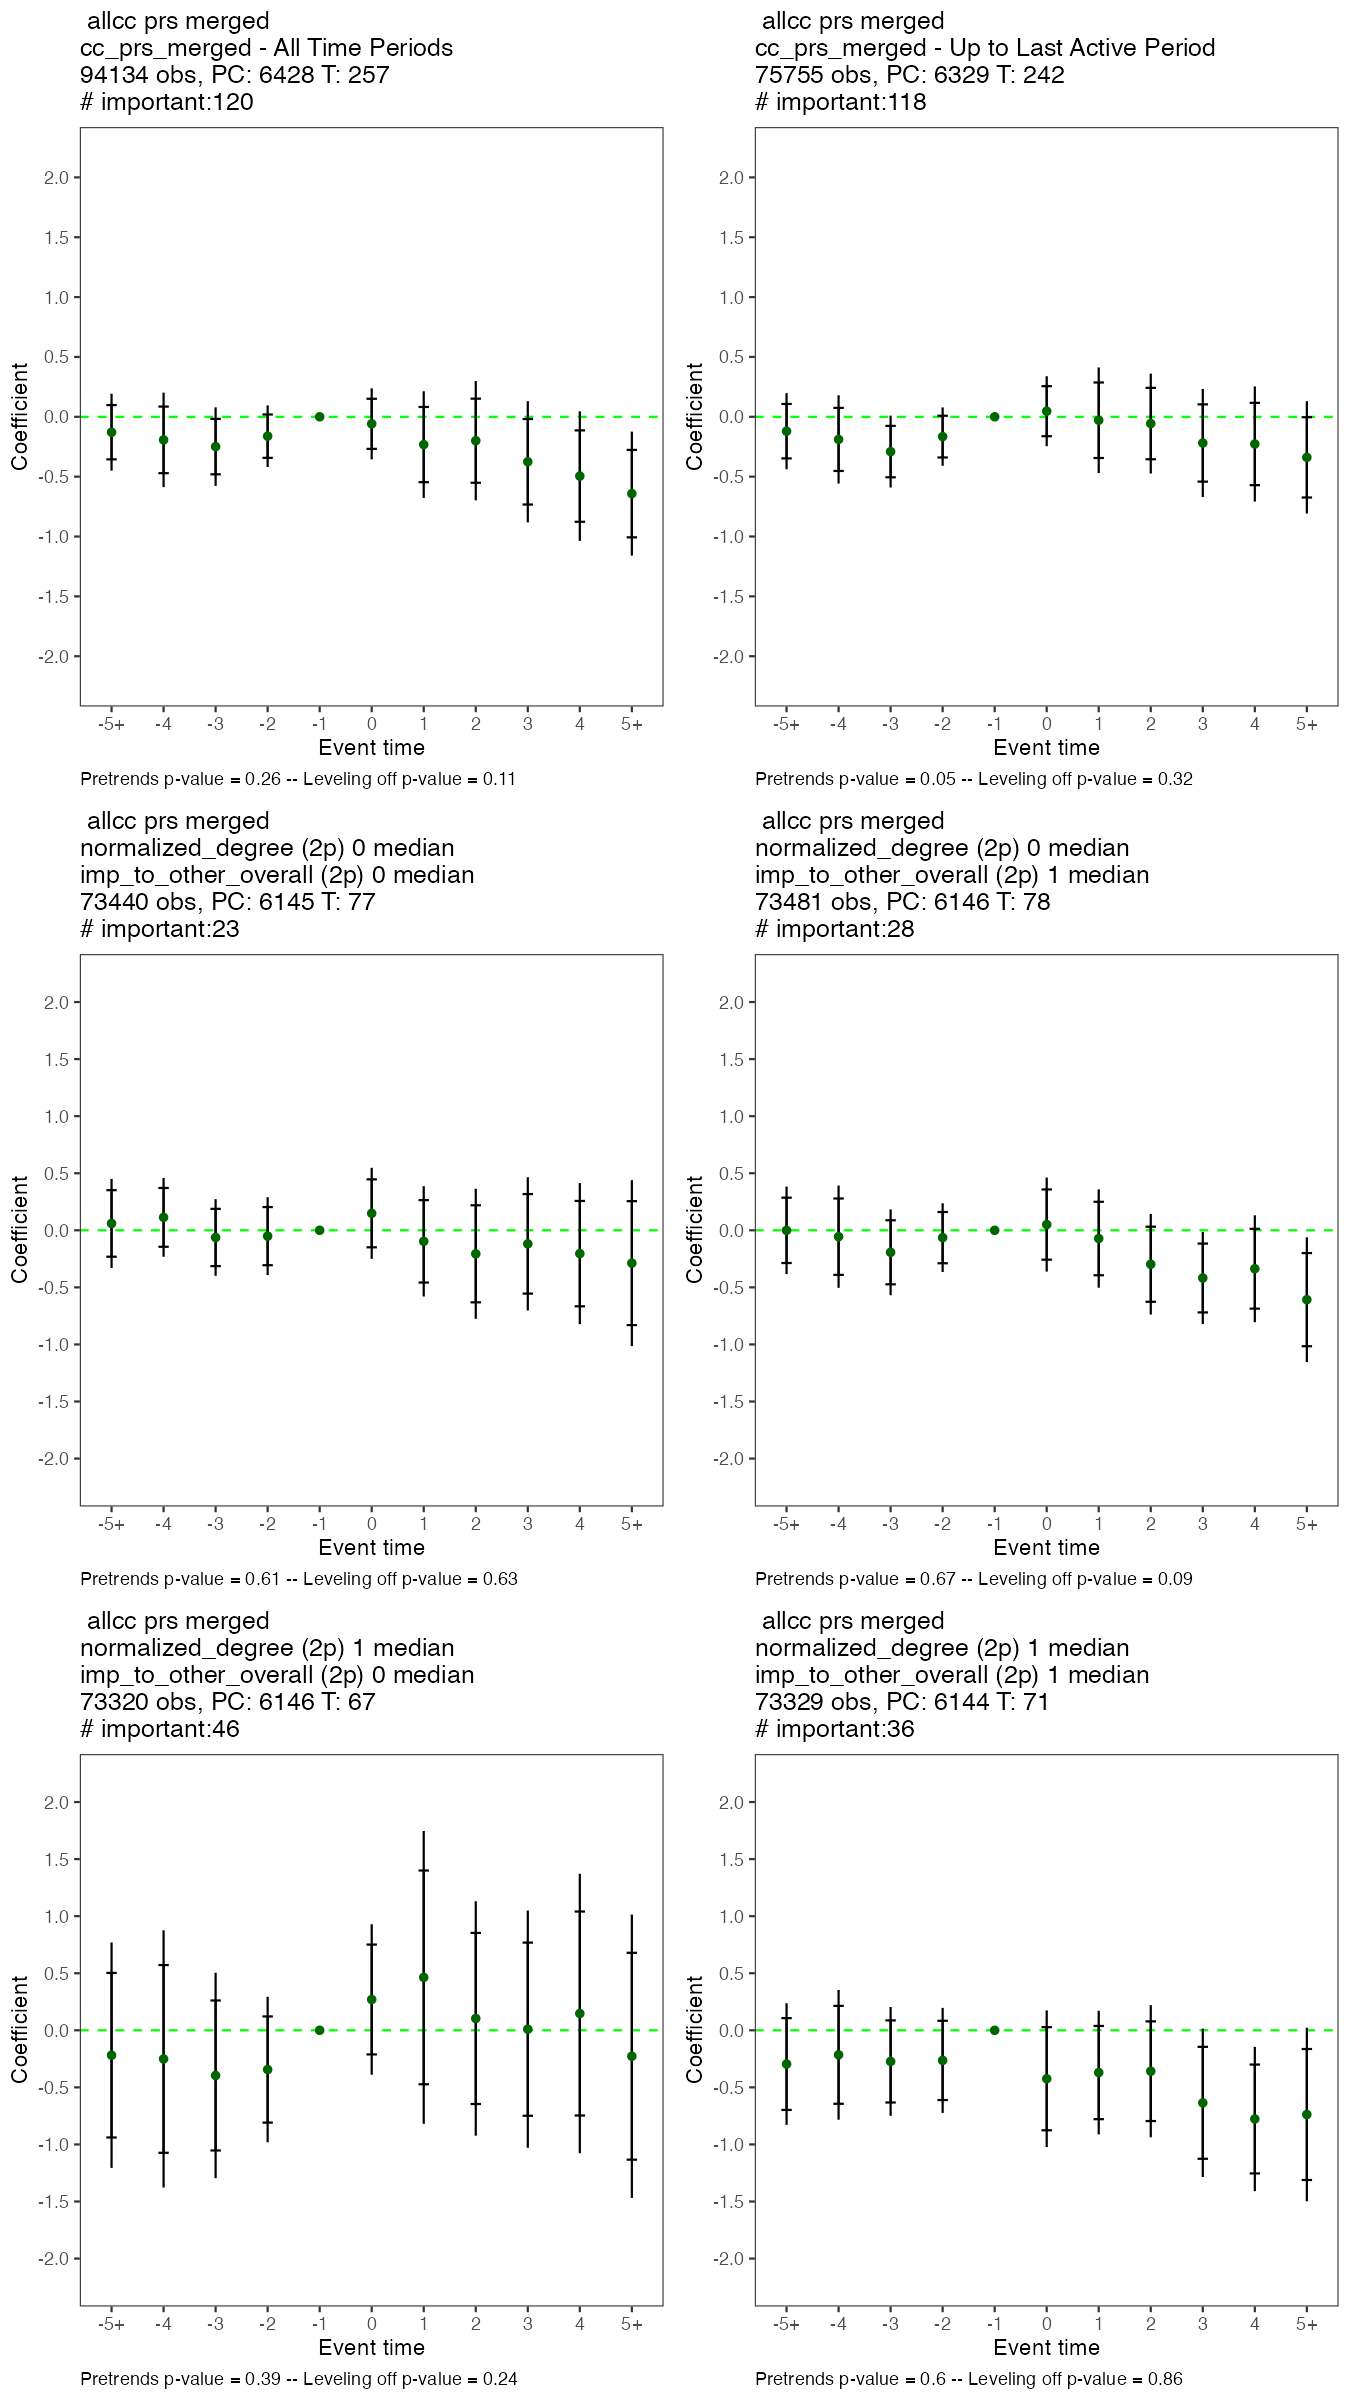 allcc prs merged
cc_prs_merged - All Time Periods
94134 obs, PC: 6428 T: 257
# important:120
2.0
1.5
1.0
0.5
0.0
-0.5
-1.0
-1.5
-2.0
Coefficient
-5+ -4 -3 -2 -1 0 1 2 3 4 5+
Event time
Pretrends p-value = 0.26 -- Leveling off p-value = 0.11
allcc prs merged
cc_prs_merged - Up to Last Active Period
75755 obs, PC: 6329 T: 242
# important:118
2.0
1.5
1.0
0.5
0.0
-0.5
-1.0
-1.5
-2.0
Coefficient
-5+ -4 -3 -2 -1 0 1 2 3 4 5+
Event time
Pretrends p-value = 0.05 -- Leveling off p-value = 0.32
allcc prs merged
normalized_degree (2p) 0 median
imp_to_other_overall (2p) 0 median
73440 obs, PC: 6145 T: 77
# important:23
2.0
1.5
1.0
0.5
0.0
-0.5
-1.0
-1.5
-2.0
Coefficient
-5+ -4 -3 -2 -1 0 1 2 3 4 5+
Event time
Pretrends p-value = 0.61 -- Leveling off p-value = 0.63
allcc prs merged
normalized_degree (2p) 0 median
imp_to_other_overall (2p) 1 median
73481 obs, PC: 6146 T: 78
# important:28
2.0
1.5
1.0
0.5
0.0
-0.5
-1.0
-1.5
-2.0
Coefficient
-5+ -4 -3 -2 -1 0 1 2 3 4 5+
Event time
Pretrends p-value = 0.67 -- Leveling off p-value = 0.09
allcc prs merged
normalized_degree (2p) 1 median
imp_to_other_overall (2p) 0 median
73320 obs, PC: 6146 T: 67
# important:46
2.0
1.5
1.0
0.5
0.0
-0.5
-1.0
-1.5
-2.0
Coefficient
-5+ -4 -3 -2 -1 0 1 2 3 4 5+
Event time
Pretrends p-value = 0.39 -- Leveling off p-value = 0.24
allcc prs merged
normalized_degree (2p) 1 median
imp_to_other_overall (2p) 1 median
73329 obs, PC: 6144 T: 71
# important:36
2.0
1.5
1.0
0.5
0.0
-0.5
-1.0
-1.5
-2.0
Coefficient
-5+ -4 -3 -2 -1 0 1 2 3 4 5+
Event time
Pretrends p-value = 0.6 -- Leveling off p-value = 0.86